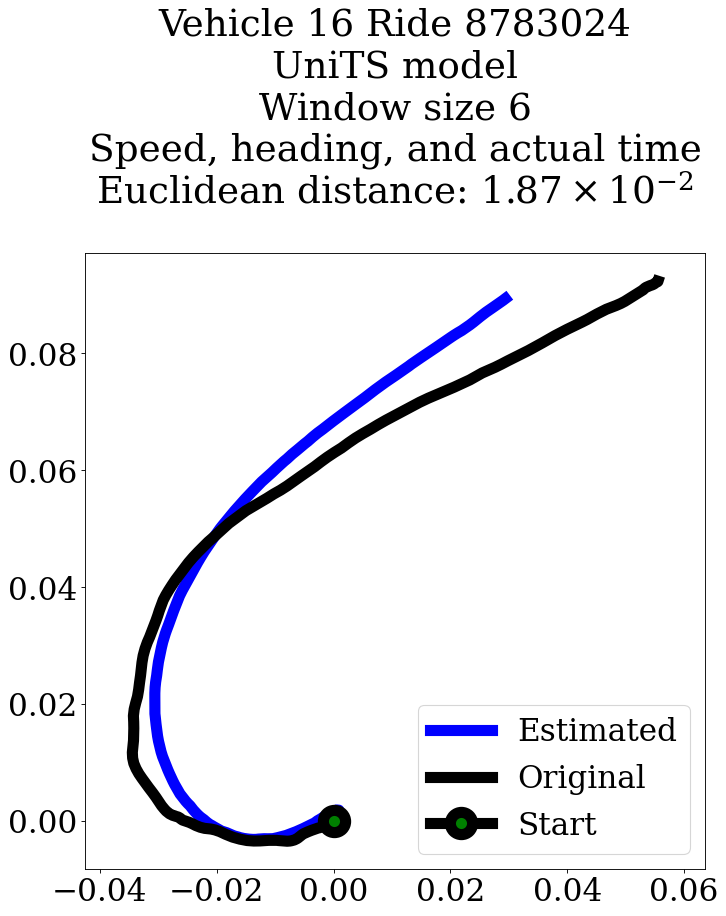 Vehicle 16 Ride 8783024
UniTS model
Window size 6
Speed, heading, and actual time
Euclidean distance: 1.87 × 10⁻²
0.08
0.06
0.04
0.02
0.00
Estimated
Original
Start
−0.04 −0.02 0.00 0.02 0.04 0.06